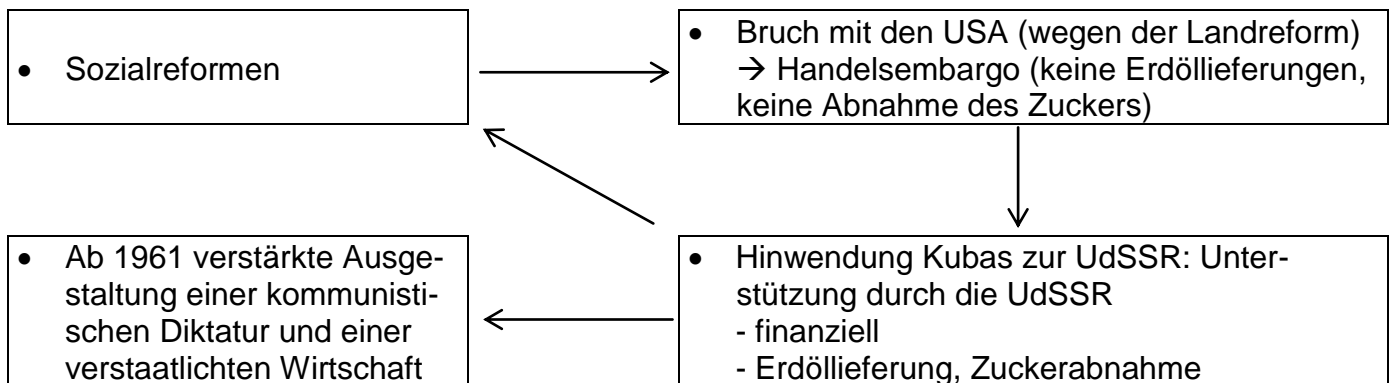 • Sozialreformen
• Bruch mit den USA (wegen der Landreform)
→ Handelsembargo (keine Erdöllieferungen,
keine Abnahme des Zuckers)
• Ab 1961 verstärkte Ausge-
staltung einer kommunisti-
schen Diktatur und einer
verstaatlichten Wirtschaft
• Hinwendung Kubas zur UdSSR: Unter-
stützung durch die UdSSR
- finanziell
- Erdöllieferung, Zuckerabnahme